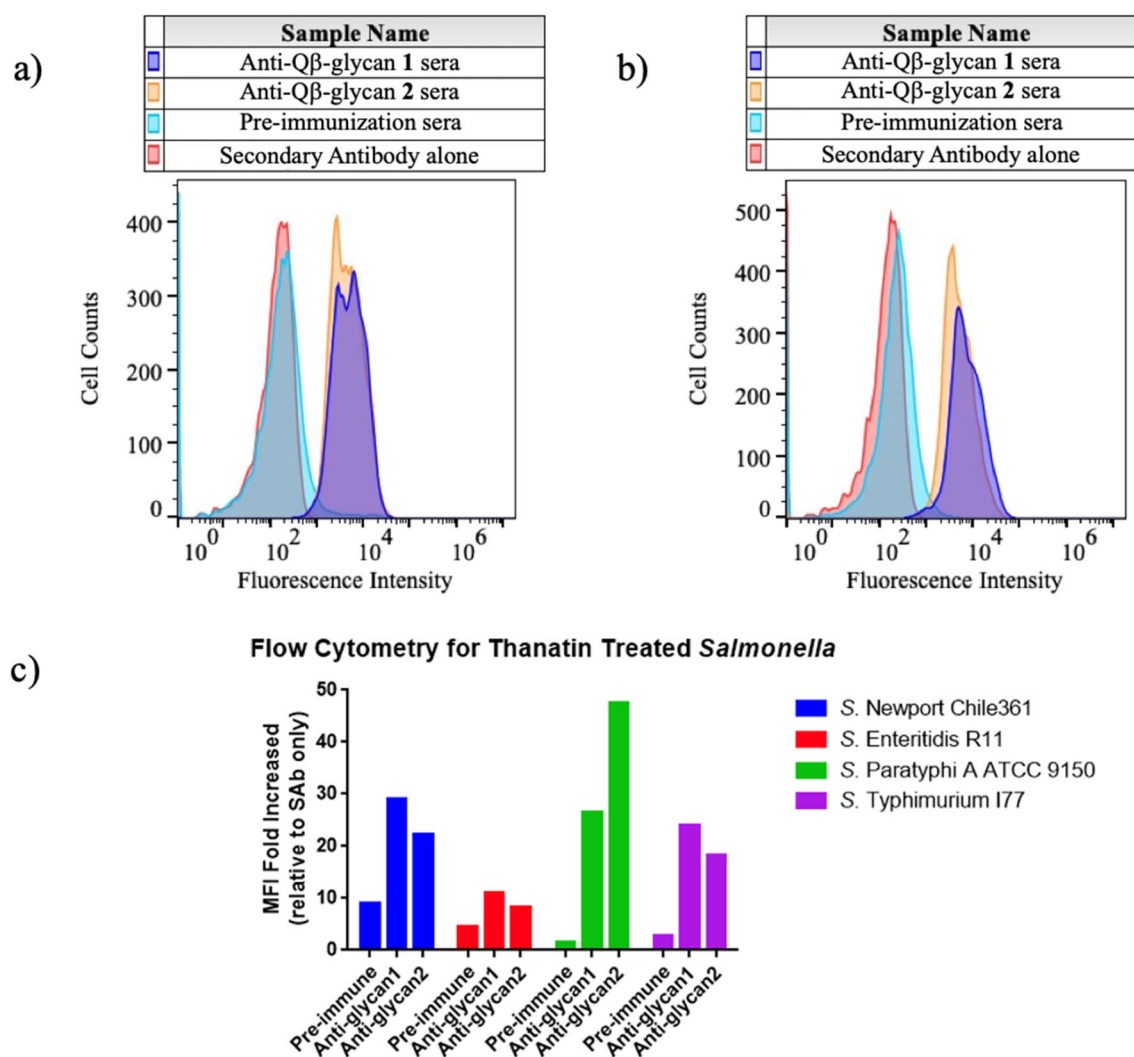 a)
Sample Name
Anti-Qβ-glycan 1 sera
Anti-Qβ-glycan 2 sera
Pre-immunization sera
Secondary Antibody alone
400
300
200
100
0
Cell Counts
10^0 10^2 10^4 10^6
Fluorescence Intensity
b)
Sample Name
Anti-Qβ-glycan 1 sera
Anti-Qβ-glycan 2 sera
Pre-immunization sera
Secondary Antibody alone
500
400
300
200
100
0
Cell Counts
10^0 10^2 10^4 10^6
Fluorescence Intensity
c)
Flow Cytometry for Thanatin Treated Salmonella
MFI Fold Increased
(relative to SAb only)
50
40
30
20
10
0
Pre-immune
Anti-glycan1
Anti-glycan2
Pre-immune
Anti-glycan1
Anti-glycan2
Pre-immune
Anti-glycan1
Anti-glycan2
Pre-immune
Anti-glycan1
Anti-glycan2
S. Newport Chile361
S. Enteritidis R11
S. Paratyphi A ATCC 9150
S. Typhimurium I77